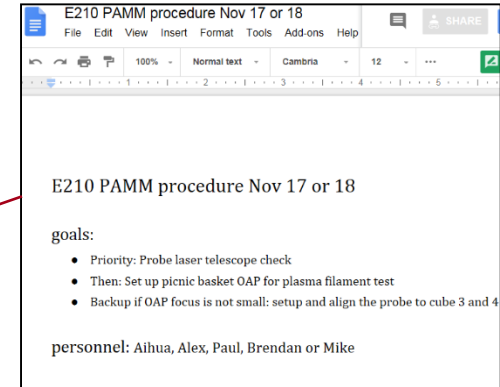 E210 PAMM procedure Nov 17 or 18
File Edit View Insert Format Tools Add-ons Help
SHARE
100% Normal text Cambria 12 ...
1 2 3 4 5
E210 PAMM procedure Nov 17 or 18
goals:
● Priority: Probe laser telescope check
● Then: Set up picnic basket OAP for plasma filament test
● Backup if OAP focus is not small: setup and align the probe to cube 3 and 4
personnel: Aihua, Alex, Paul, Brendan or Mike